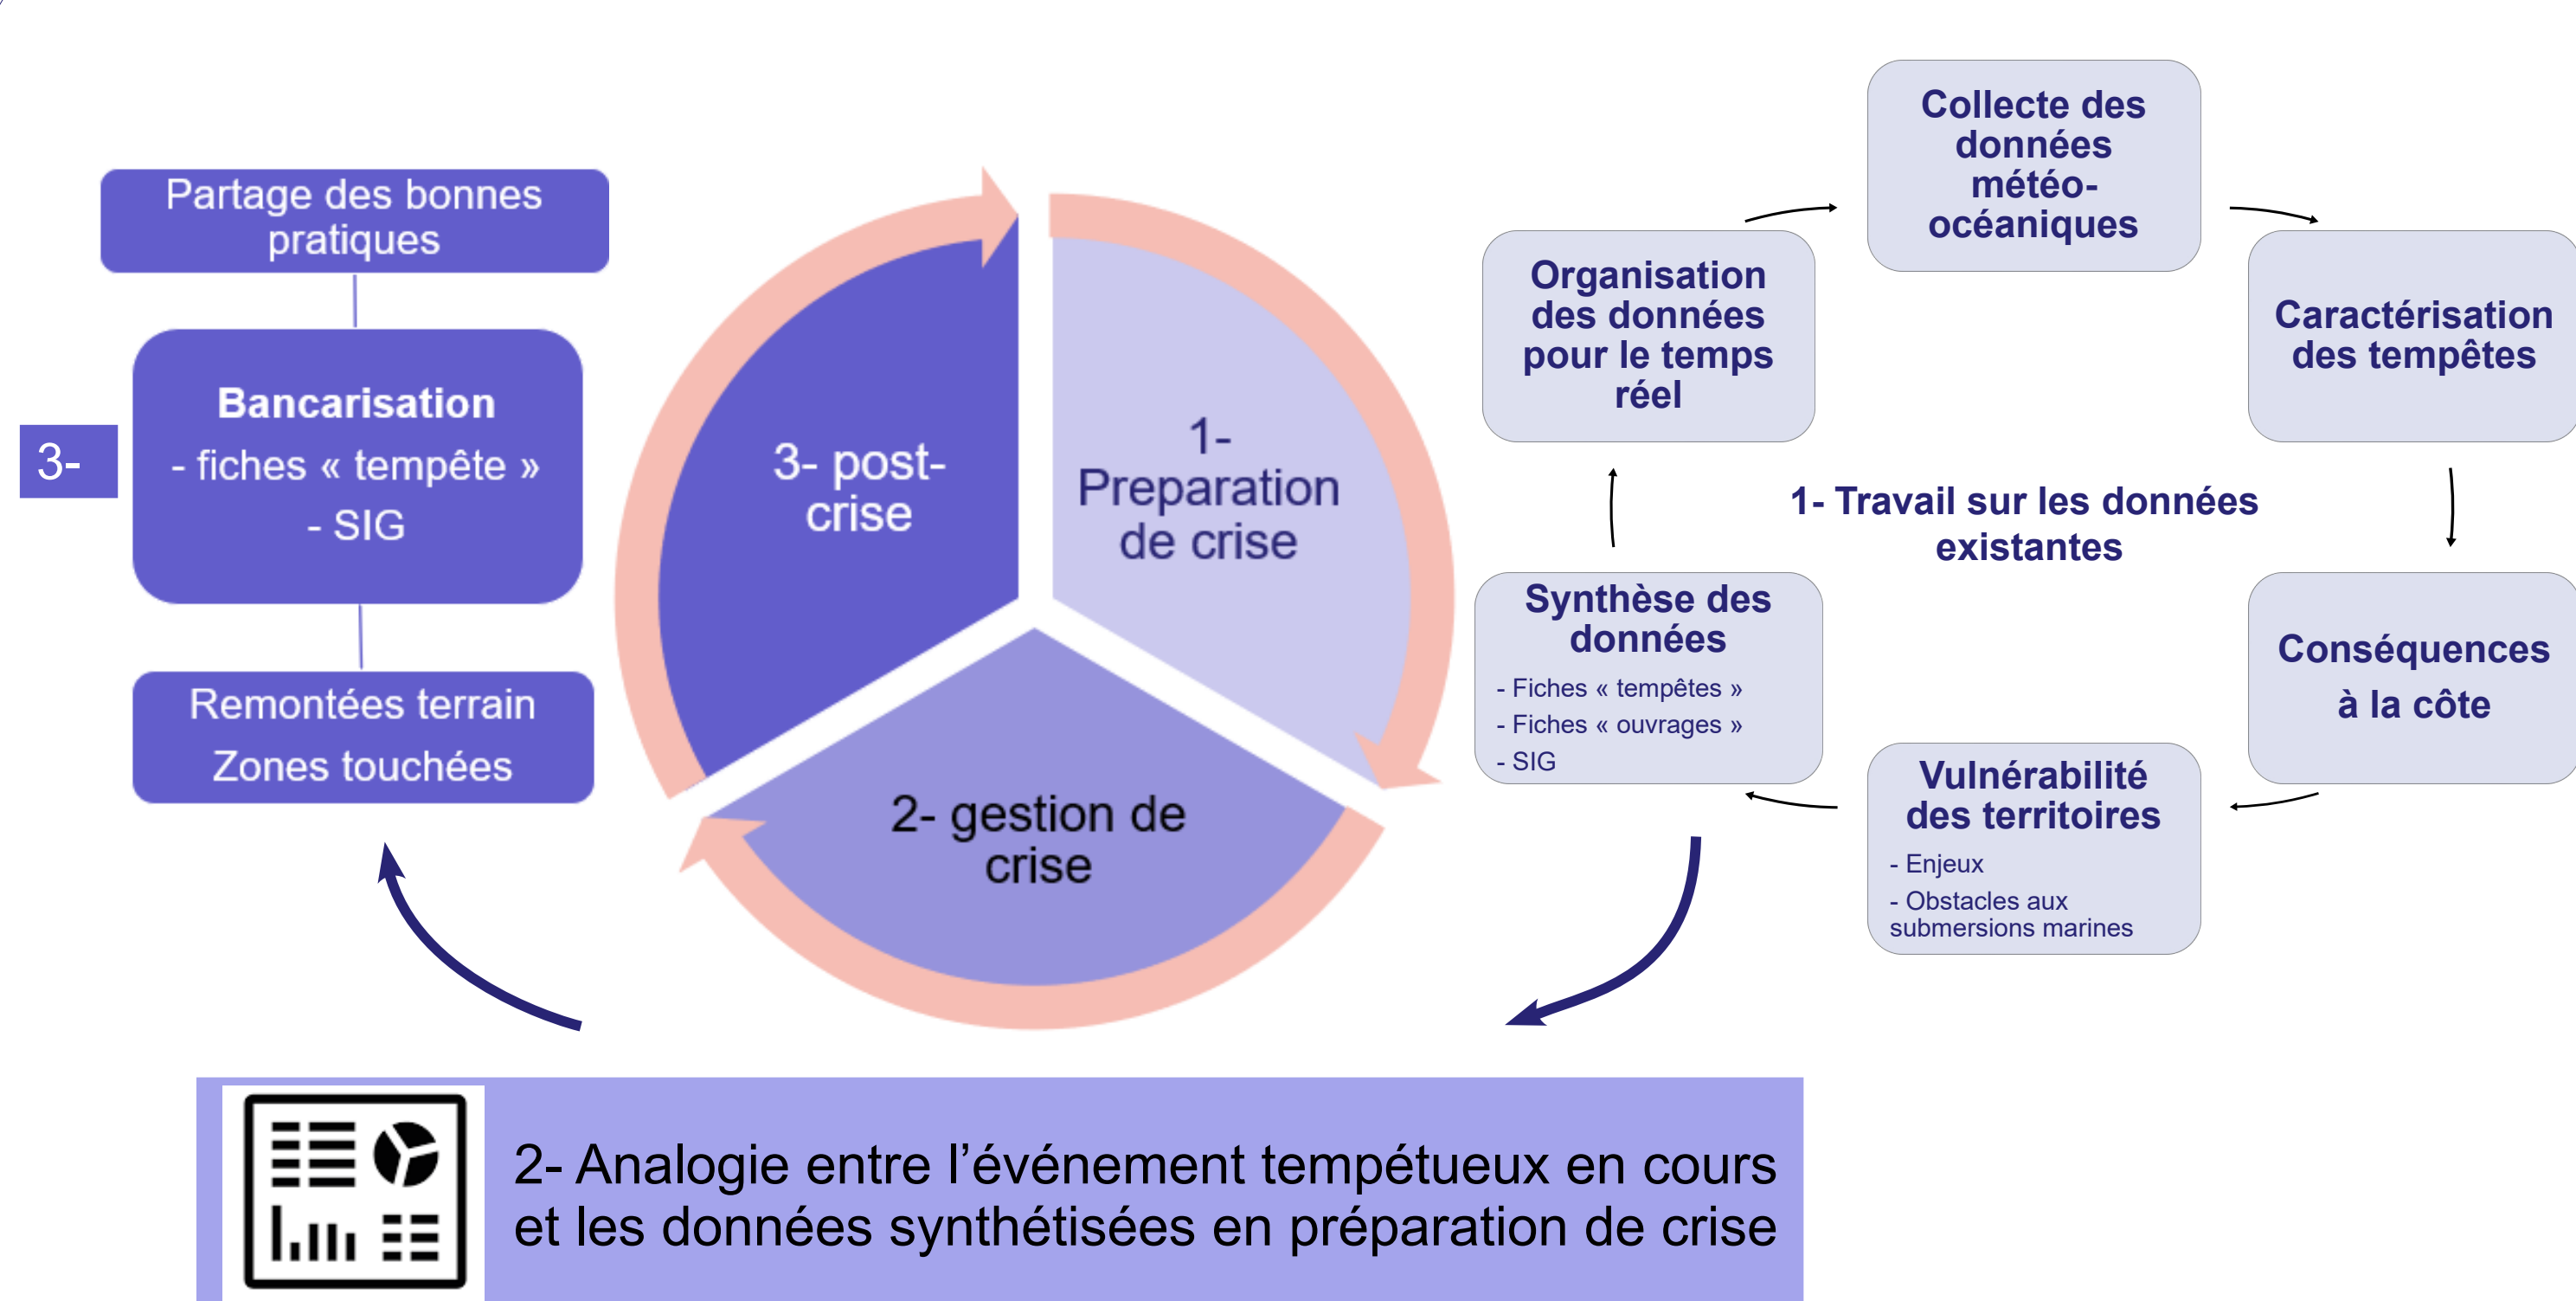 Partage des bonnes
pratiques
3-
Bancarisation
- fiches « tempête »
- SIG
Remontées terrain
Zones touchées
3- post-
crise
1-
Preparation
de crise
2- gestion de
crise
Collecte des
données
météo-
océaniques
Caractérisation
des tempêtes
Conséquences
à la côte
Vulnérabilité
des territoires
- Enjeux
- Obstacles aux
submersions marines
Synthèse des
données
- Fiches « tempêtes »
- Fiches « ouvrages »
- SIG
Organisation
des données
pour le temps
réel
1- Travail sur les données
existantes
2- Analogie entre l’événement tempétueux en cours
et les données synthétisées en préparation de crise